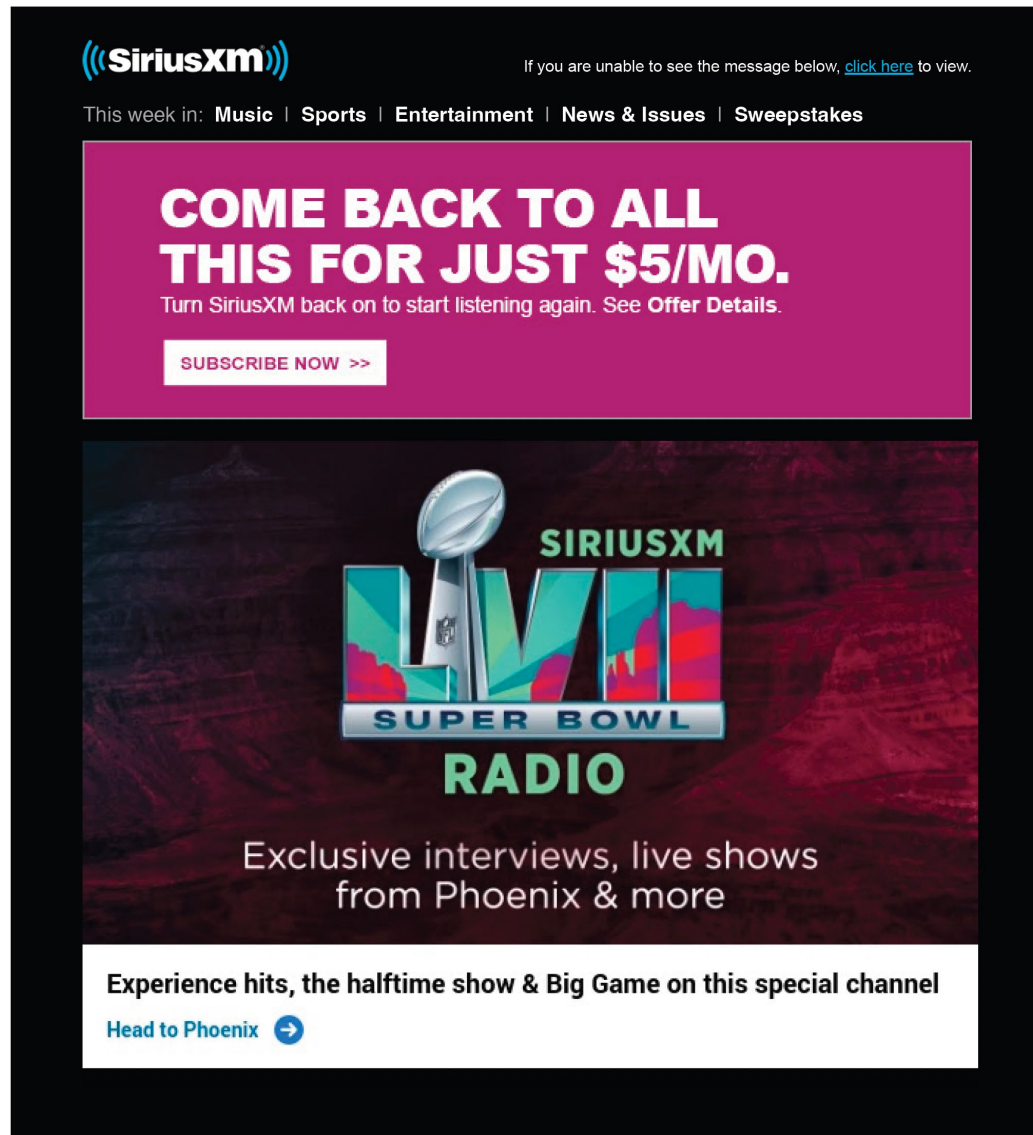 SiriusXM
If you are unable to see the message below, click here to view.
This week in: Music | Sports | Entertainment | News & Issues | Sweepstakes
COME BACK TO ALL
THIS FOR JUST $5/MO.
Turn SiriusXM back on to start listening again. See Offer Details.
SUBSCRIBE NOW >>
SIRIUSXM
LVII
NFL
SUPER BOWL
RADIO
Exclusive interviews, live shows
from Phoenix & more
Experience hits, the halftime show & Big Game on this special channel
Head to Phoenix